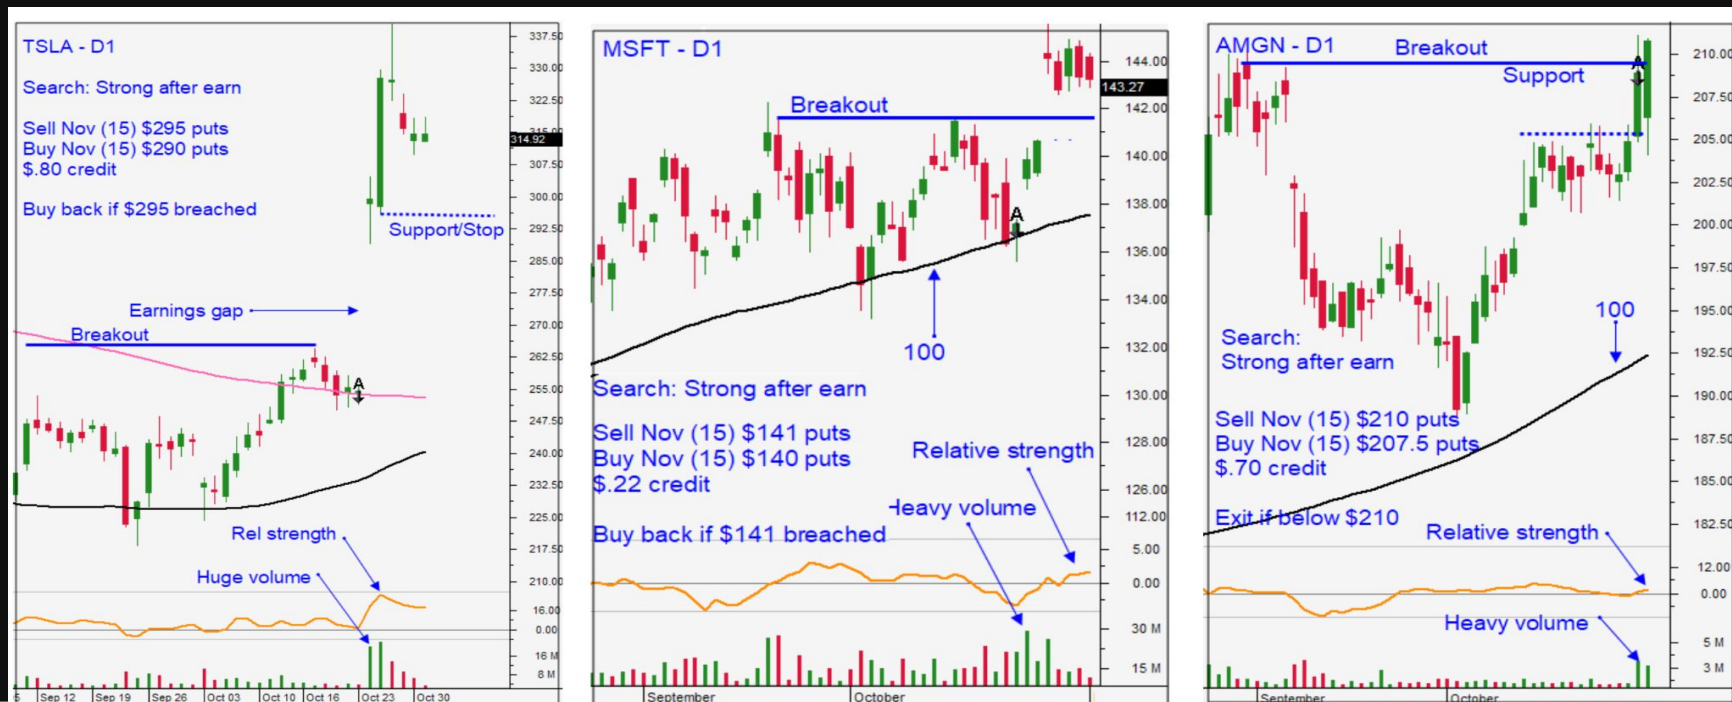 TSLA - D1
Search: Strong after earn
Sell Nov (15) $295 puts
Buy Nov (15) $290 puts
$.80 credit
Buy back if $295 breached
Support/Stop
Earnings gap
Breakout
A
Rel strength
Huge volume
337.50
330.00
322.50
315.00
314.92
307.50
300.00
292.50
285.00
277.50
270.00
262.50
255.00
247.50
240.00
232.50
225.00
217.50
210.00
16.00
0.00
16 M
8 M
5 Sep 12 Sep 19 Sep 26 Oct 03 Oct 10 Oct 16 Oct 23 Oct 30
MSFT - D1
Breakout
A
100
Search: Strong after earn
Sell Nov (15) $141 puts
Buy Nov (15) $140 puts
$.22 credit
Buy back if $141 breached
Relative strength
Heavy volume
144.00
143.27
142.00
140.00
138.00
136.00
134.00
132.00
130.00
128.00
126.00
112.00
5.00
0.00
30 M
15 M
September October
AMGN - D1
Breakout
Support
A
100
Search:
Strong after earn
Sell Nov (15) $210 puts
Buy Nov (15) $207.5 puts
$.70 credit
Exit if below $210
Relative strength
Heavy volume
210.00
207.50
205.00
202.50
200.00
197.50
195.00
192.50
190.00
187.50
185.00
182.50
12.00
0.00
5 M
3 M
September October